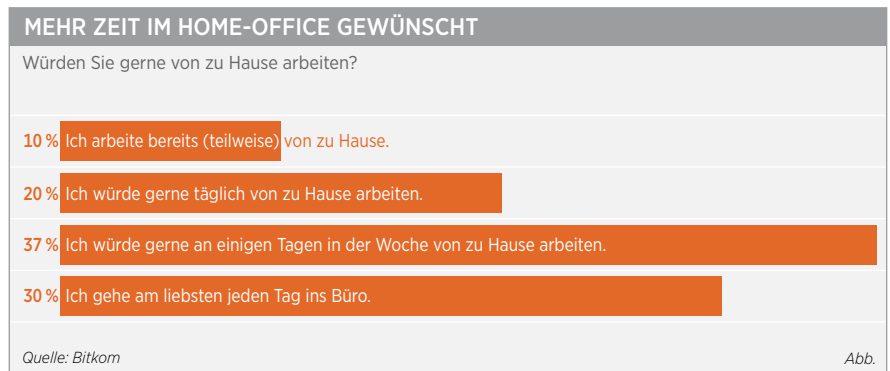 MEHR ZEIT IM HOME-OFFICE GEWÜNSCHT
Würden Sie gerne von zu Hause arbeiten?
10 % Ich arbeite bereits (teilweise) von zu Hause.
20 % Ich würde gerne täglich von zu Hause arbeiten.
37 % Ich würde gerne an einigen Tagen in der Woche von zu Hause arbeiten.
30 % Ich gehe am liebsten jeden Tag ins Büro.
Quelle: Bitkom Abb.